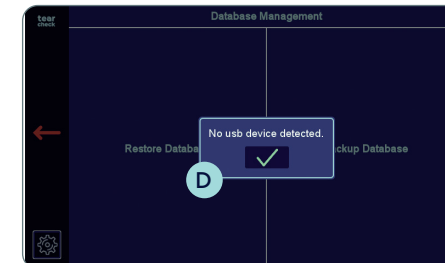 tear
check
Database Management
No usb device detected.
Restore Databa
ckup Database
D